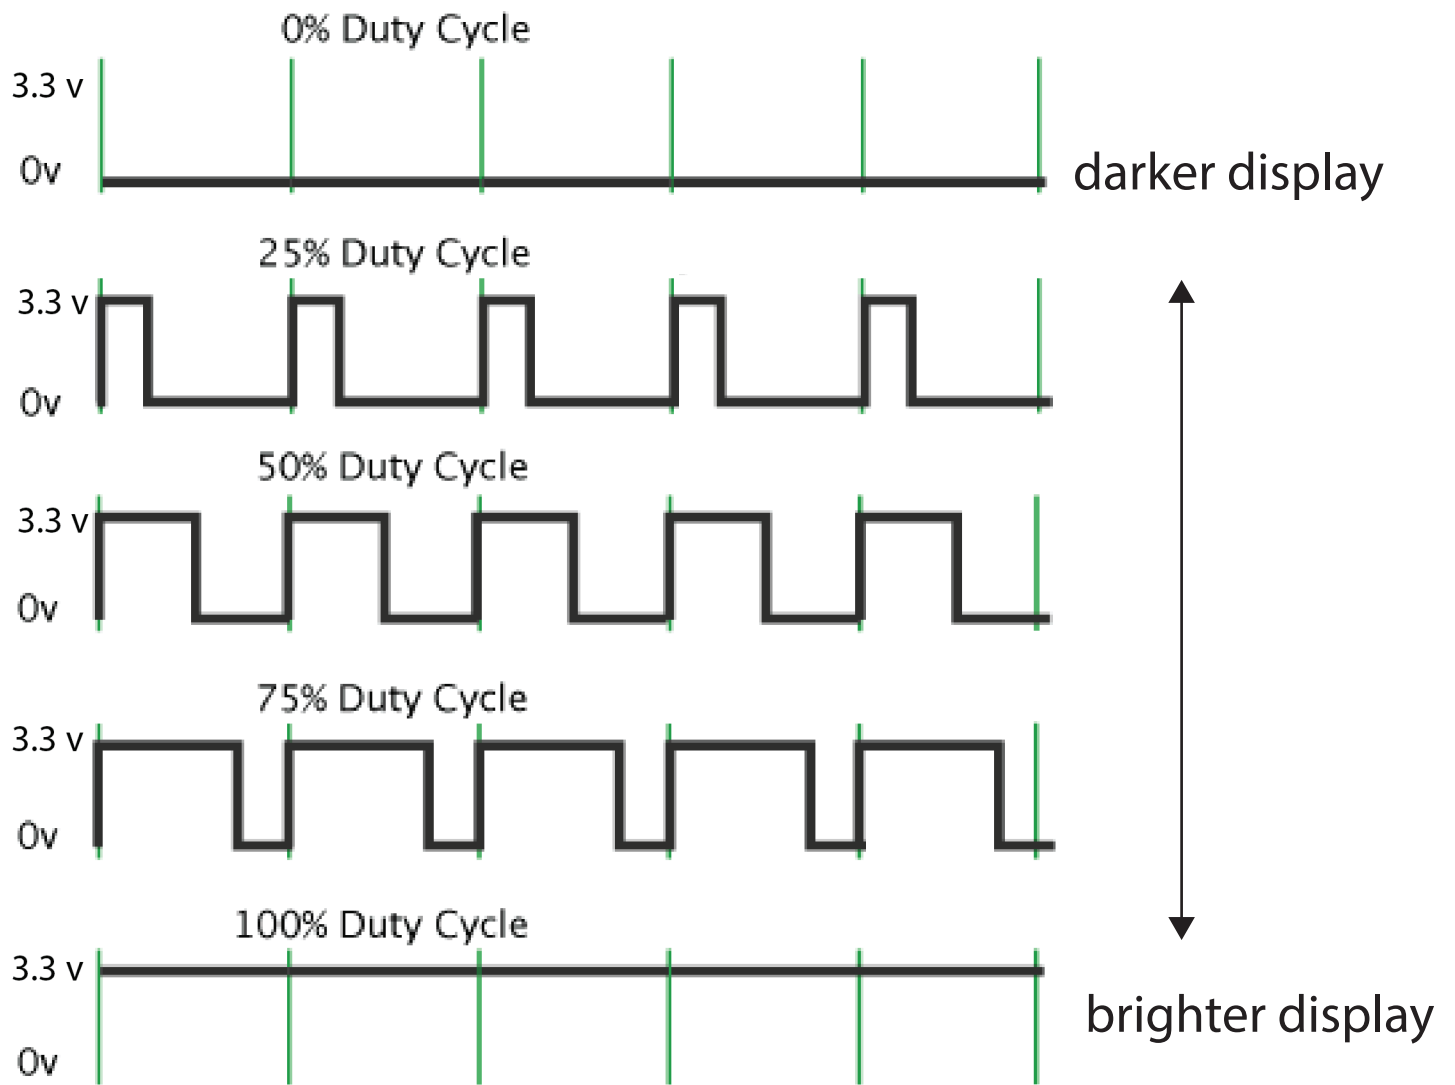 0% Duty Cycle
3.3 v
0v
darker display
25% Duty Cycle
3.3 v
0v
50% Duty Cycle
3.3 v
0v
75% Duty Cycle
3.3 v
0v
100% Duty Cycle
3.3 v
brighter display
0v